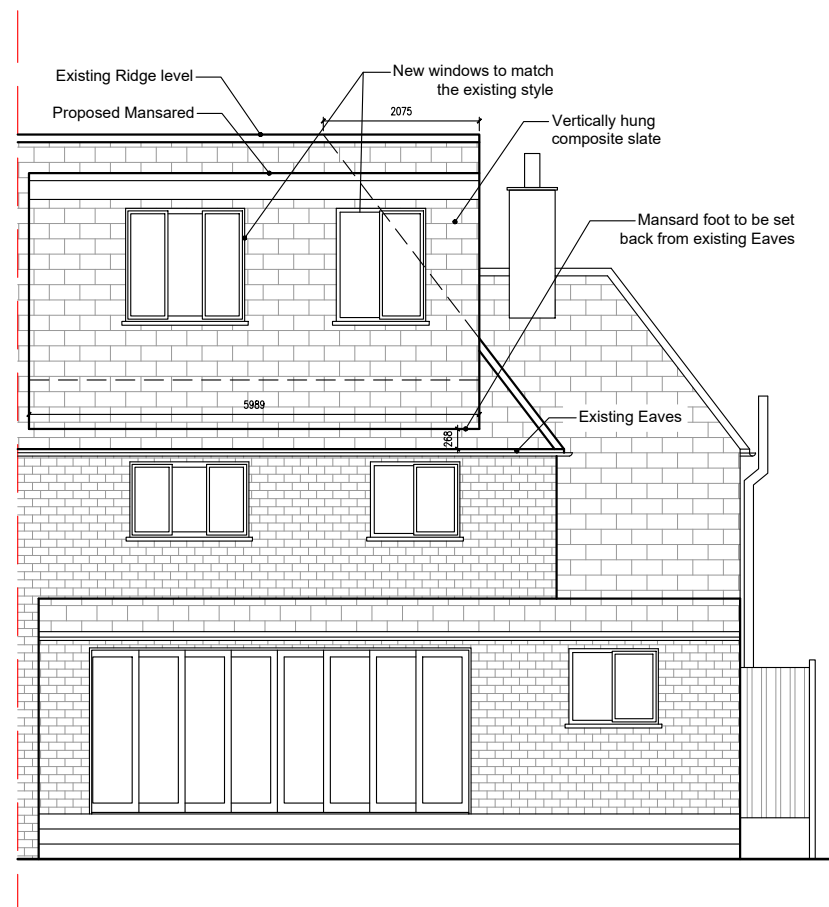 Existing Ridge level
New windows to match
the existing style
Proposed Mansared
2075
Vertically hung
composite slate
Mansard foot to be set
back from existing Eaves
5989
Existing Eaves
268